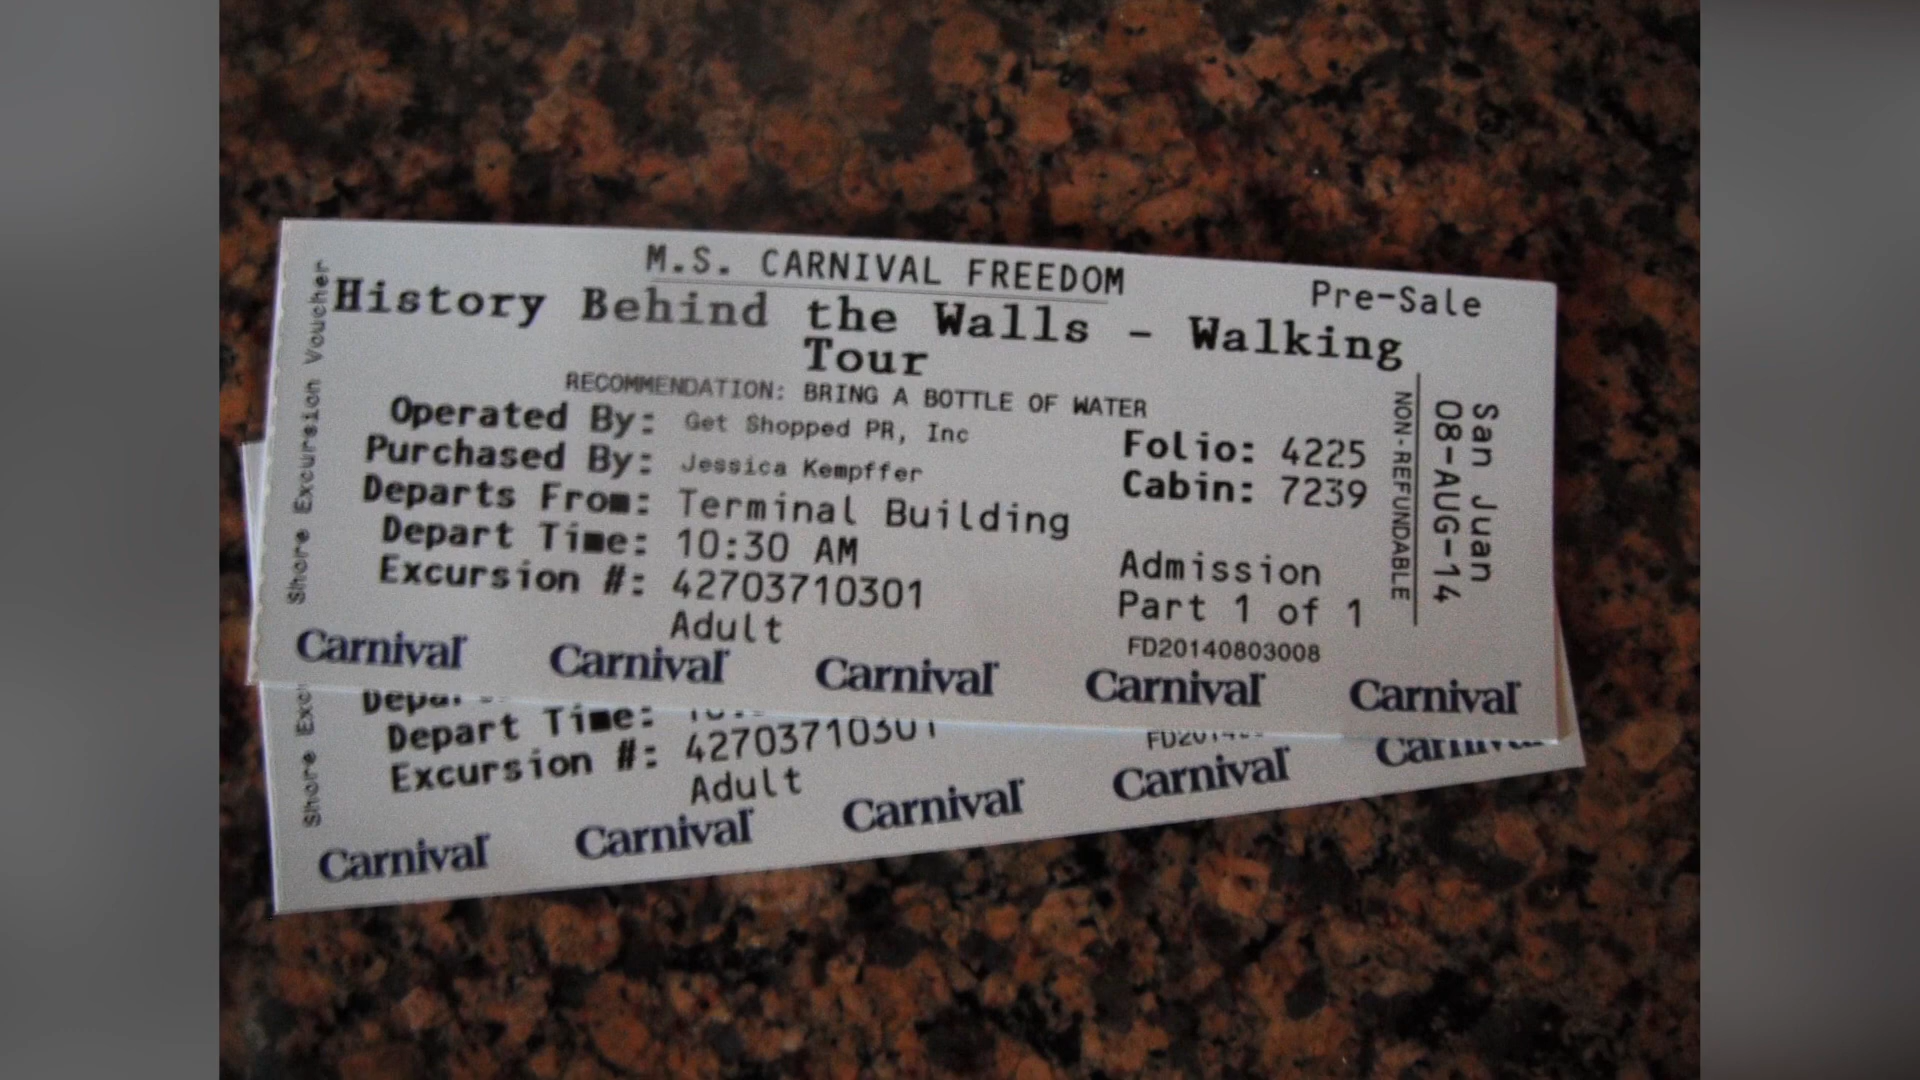 M.S. CARNIVAL FREEDOM
Pre-Sale
History Behind the Walls - Walking
Tour
RECOMMENDATION: BRING A BOTTLE OF WATER
Operated By: Get Shopped PR, Inc
Purchased By: Jessica Kempffer
Departs From: Terminal Building
Depart Time: 10:30 AM
Excursion #: 42703710301
Adult
Folio: 4225
Cabin: 7239
Admission
Part 1 of 1
FD20140803008
NON-REFUNDABLE
San Juan
08-AUG-14
Shore Excursion Voucher
Carnival Carnival Carnival Carnival Carnival
Depart Time:
Excursion #: 42703710301
Adult
Shore
Carnival Carnival Carnival Carnival Carnival